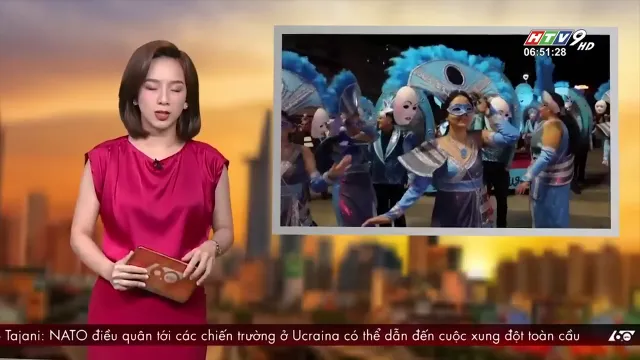 HTV9 HD
06:51:28
Tajani: NATO điều quân tới các chiến trường ở Ucraina có thể dẫn đến cuộc xung đột toàn cầu
60